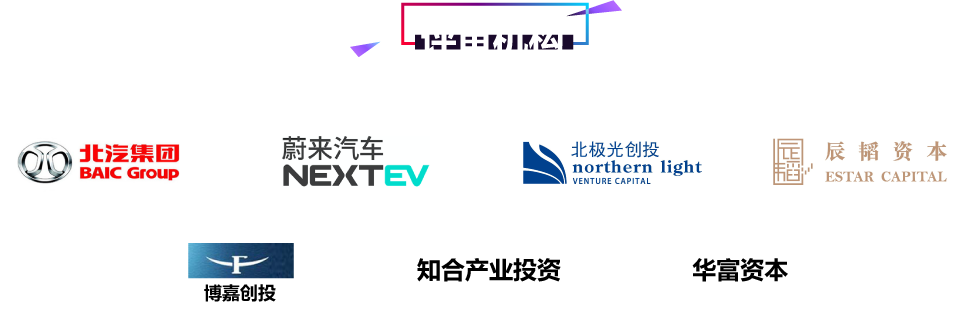 北汽集团
BAIC Group
蔚来汽车
NEXTEV
北极光创投
northern light
VENTURE CAPITAL
辰韬资本
ESTAR CAPITAL
F
博嘉创投
知合产业投资
华富资本